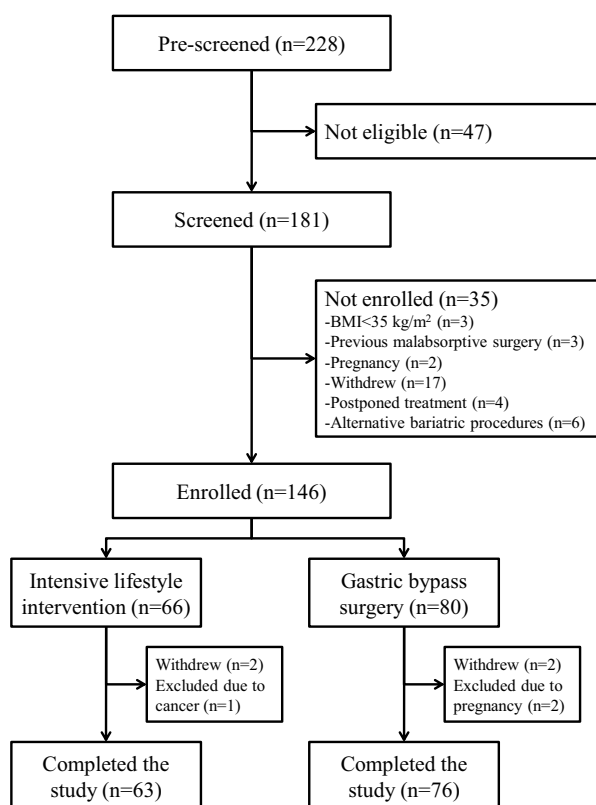 Pre-screened (n=228)
Not eligible (n=47)
Screened (n=181)
Not enrolled (n=35)
-BMI<35 kg/m² (n=3)
-Previous malabsorptive surgery (n=3)
-Pregnancy (n=2)
-Withdrew (n=17)
-Postponed treatment (n=4)
-Alternative bariatric procedures (n=6)
Enrolled (n=146)
Intensive lifestyle
intervention (n=66)
Gastric bypass
surgery (n=80)
Withdrew (n=2)
Excluded due to
cancer (n=1)
Withdrew (n=2)
Excluded due to
pregnancy (n=2)
Completed the
study (n=63)
Completed the
study (n=76)